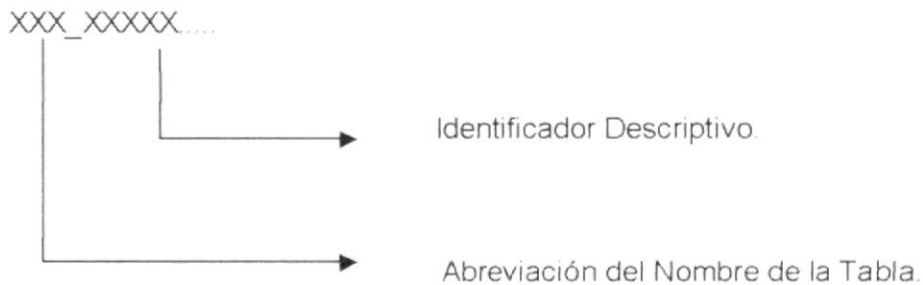 XXX_XXXXX.....
Identificador Descriptivo.
Abreviación del Nombre de la Tabla.